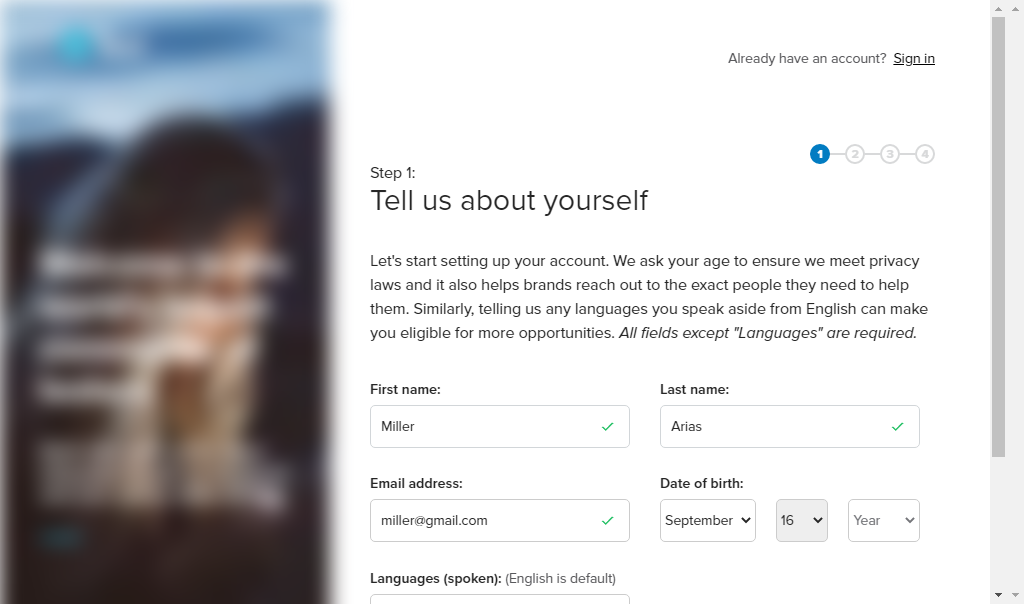 Already have an account? Sign in
1 2 3 4
Step 1:
Tell us about yourself
Let's start setting up your account. We ask your age to ensure we meet privacy
laws and it also helps brands reach out to the exact people they need to help
them. Similarly, telling us any languages you speak aside from English can make
you eligible for more opportunities. All fields except "Languages" are required.
First name:
Last name:
Miller
Arias
Email address:
Date of birth:
miller@gmail.com
September
16
Year
Languages (spoken): (English is default)